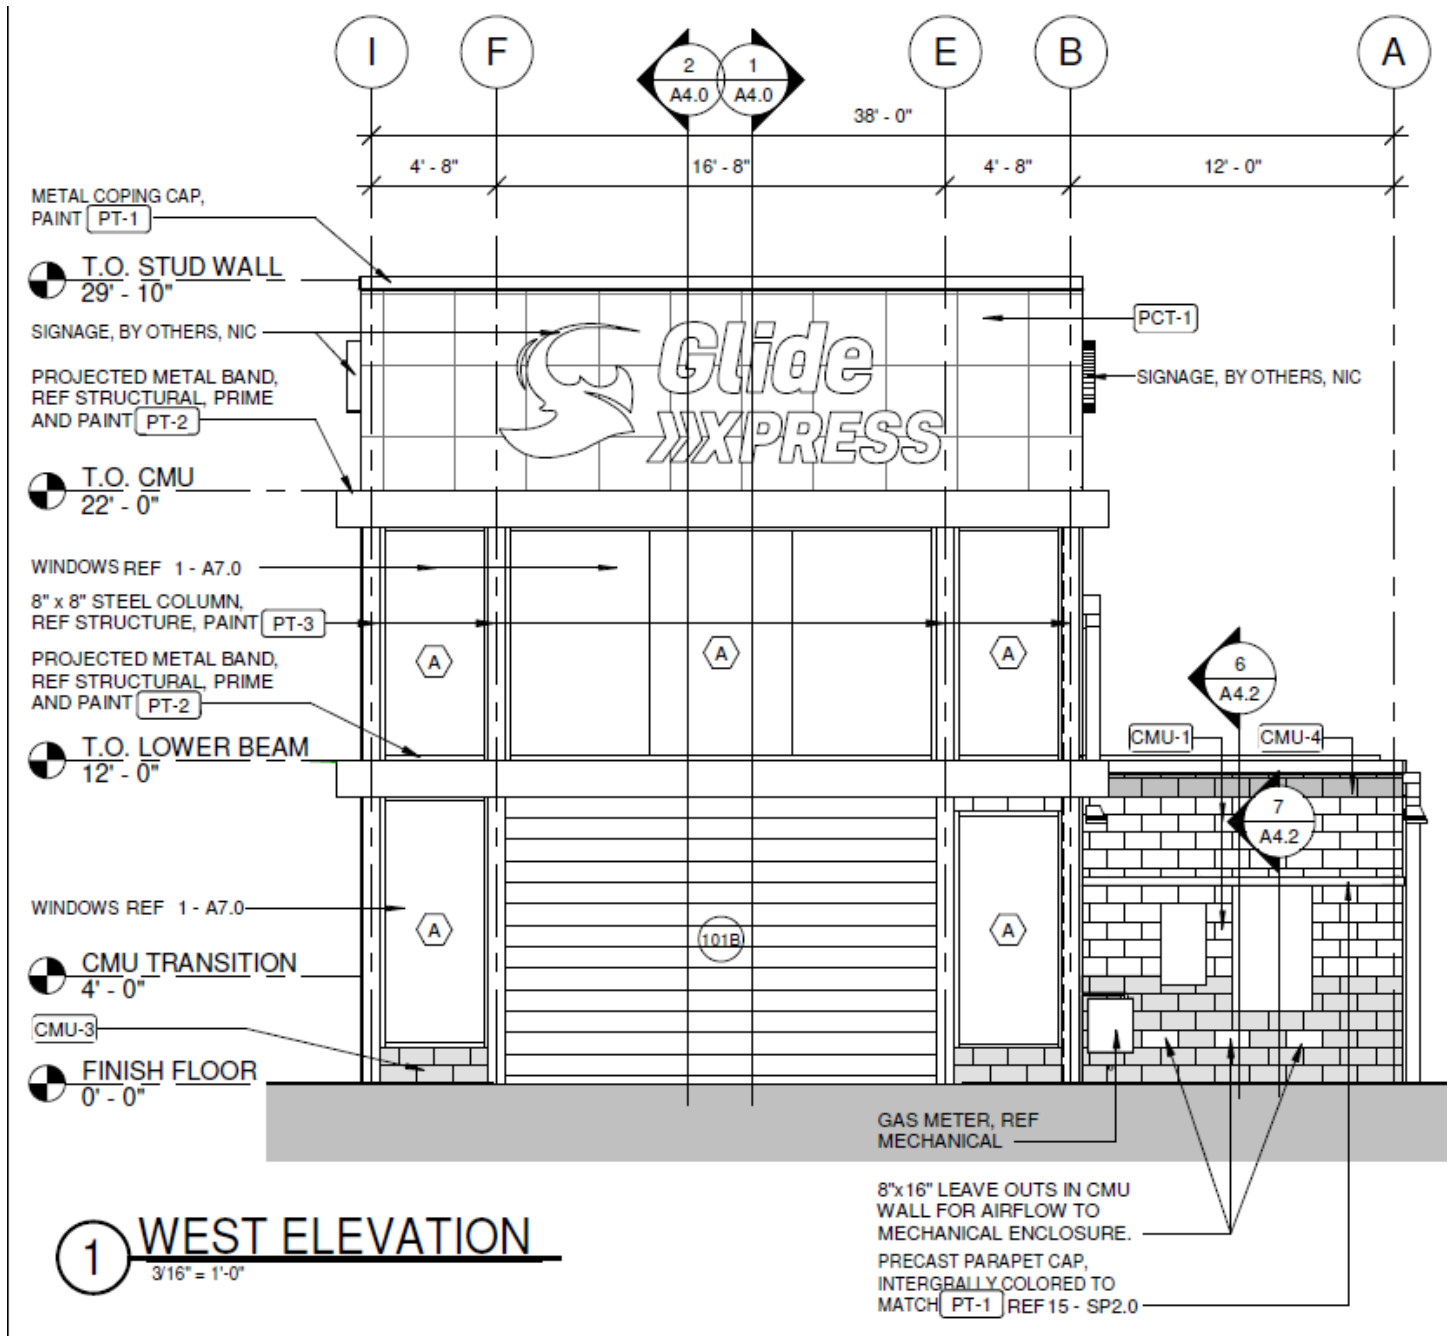 I
F
2
A4.0
1
A4.0
E
B
A
38' - 0"
4' - 8"
16' - 8"
4' - 8"
12' - 0"
METAL COPING CAP,
PAINT PT-1
T.O. STUD WALL
29' - 10"
SIGNAGE, BY OTHERS, NIC
PROJECTED METAL BAND,
REF STRUCTURAL, PRIME
AND PAINT PT-2
T.O. CMU
22' - 0"
Glide
XPRESS
PCT-1
SIGNAGE, BY OTHERS, NIC
WINDOWS REF 1 - A7.0
8" x 8" STEEL COLUMN,
REF STRUCTURE, PAINT PT-3
A
A
A
PROJECTED METAL BAND,
REF STRUCTURAL, PRIME
AND PAINT PT-2
T.O. LOWER BEAM
12' - 0"
6
A4.2
CMU-1
CMU-4
7
A4.2
WINDOWS REF 1 - A7.0
A
101B
A
CMU TRANSITION
4' - 0"
CMU-3
FINISH FLOOR
0' - 0"
GAS METER, REF
MECHANICAL
8"x16" LEAVE OUTS IN CMU
WALL FOR AIRFLOW TO
MECHANICAL ENCLOSURE.
PRECAST PARAPET CAP,
INTERGRALLY COLORED TO
MATCH PT-1 REF 15 - SP2.0
1 WEST ELEVATION
3/16" = 1'-0"